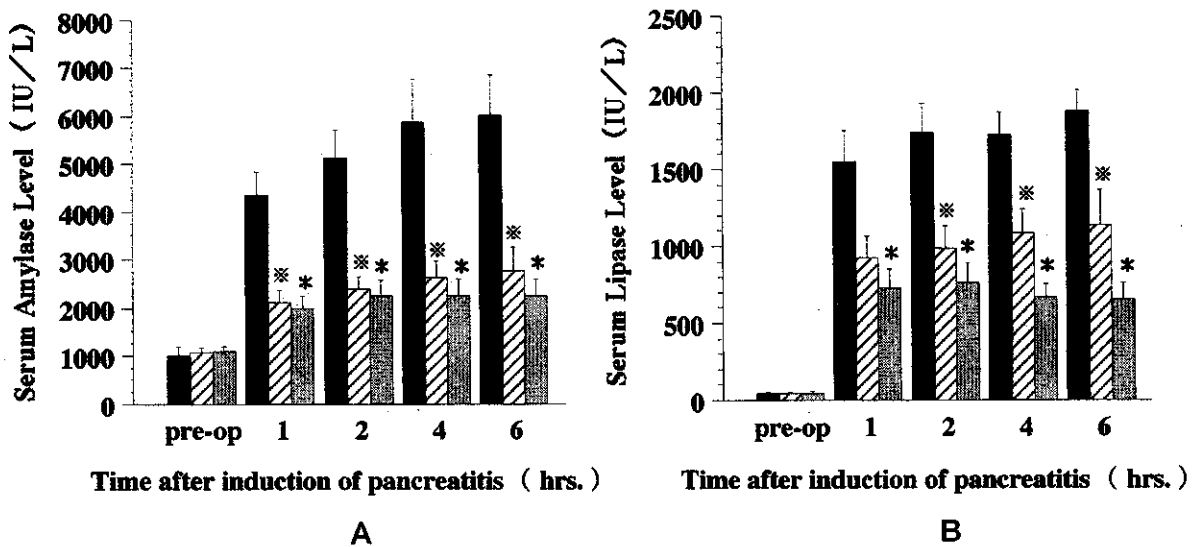 8000
7000
6000
5000
4000
3000
2000
1000
0
Serum Amylase Level ( IU／L)
※ * ※ * ※ * ※ *
pre-op 1 2 4 6
Time after induction of pancreatitis ( hrs. )
A
2500
2000
1500
1000
500
0
Serum Lipase Level (IU／L)
* ※ * ※ * ※ *
pre-op 1 2 4 6
Time after induction of pancreatitis ( hrs. )
B